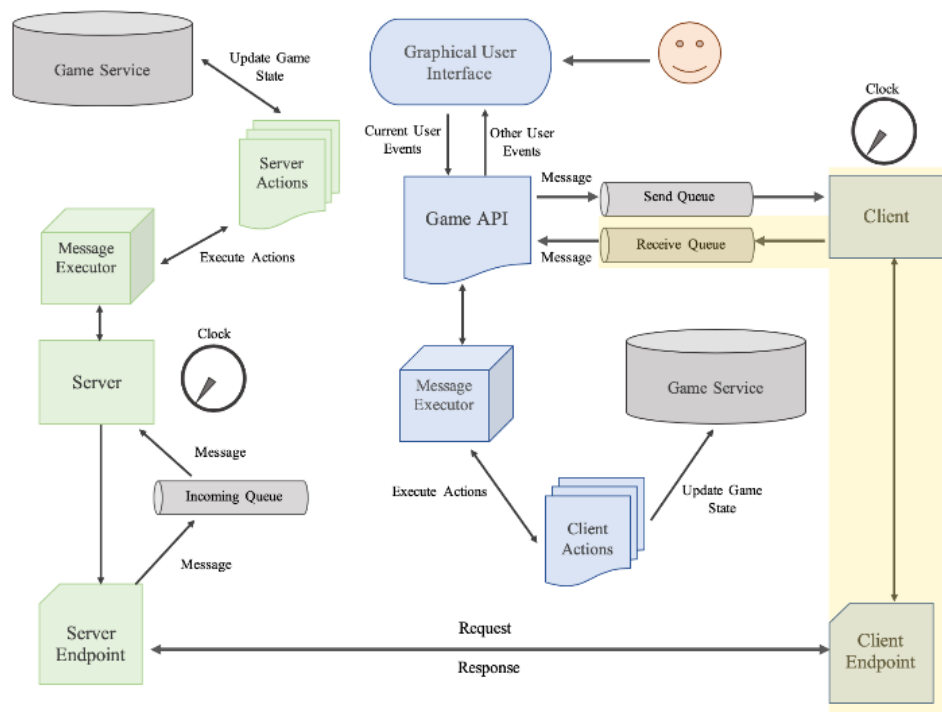 Game Service
Update Game
State
Graphical User
Interface
Clock
Current User
Events
Other User
Events
Server
Actions
Message
Send Queue
Client
Game API
Receive Queue
Message
Message
Executor
Execute Actions
Clock
Server
Message
Executor
Game Service
Message
Incoming Queue
Execute Actions
Update Game
State
Client
Actions
Message
Server
Endpoint
Request
Response
Client
Endpoint